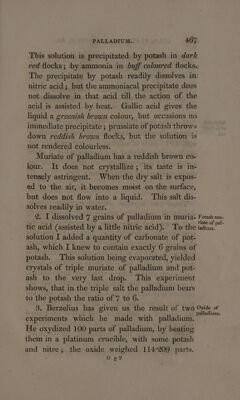 PALLADIUM. 467
This solution is precipitated by potash in dark
red flocks; by ammonia in buff coloured flocks.
The precipitate by potash readily dissolves in
nitric acid; but the ammoniacal precipitate does
not dissolve in that acid till the action of the
acid is assisted by heat. Gallic acid gives the
liquid a greenish brown colour, but occasions no
immediate precipitate; prussiate of potash throws
down reddish brown flocks, but the solution is
not rendered colourless.
Muriate of palladium has a reddish brown co-
lour. It does not crystallize; its taste is in-
tensely astringent. When the dry salt is expos-
ed to the air, it becomes moist on the surface,
but does not flow into a liquid. This salt dis-
solves readily in water.
2. I dissolved 7 grains of palladium in muria-
tic acid (assisted by a little nitric acid). To the
solution I added a quantity of carbonate of pot-
ash, which I knew to contain exactly 6 grains of
potash. This solution being evaporated, yielded
crystals of triple muriate of palladium and pot-
ash to the very last drop. This experiment
shows, that in the triple salt the palladium bears
to the potash the ratio of 7 to 6.
3. Berzelius has given us the result of two
experiments which he made with palladium.
He oxydized 100 parts of palladium, by heating
them in a platinum crucible, with some potash
and nitre; the oxide weighed 114·209 parts.
G g 2
Potash mu-
riate of pal-
ladium.
Oxide of
palladium.